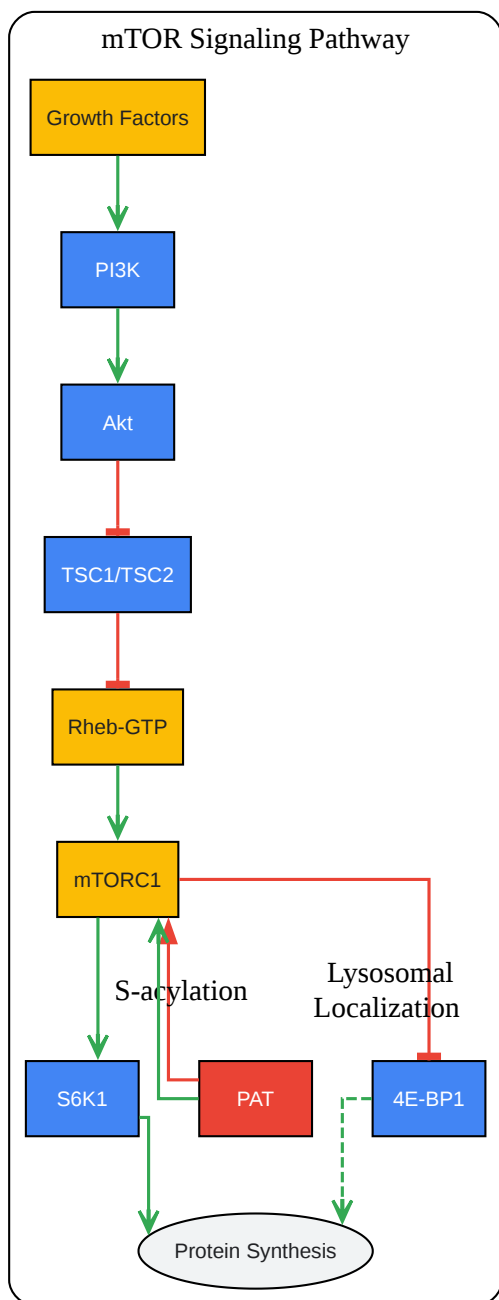 mTOR Signaling Pathway
Growth Factors
PI3K
Akt
TSC1/TSC2
Rheb-GTP
mTORC1
S-acylation
Lysosomal
Localization
S6K1
PAT
4E-BP1
Protein Synthesis